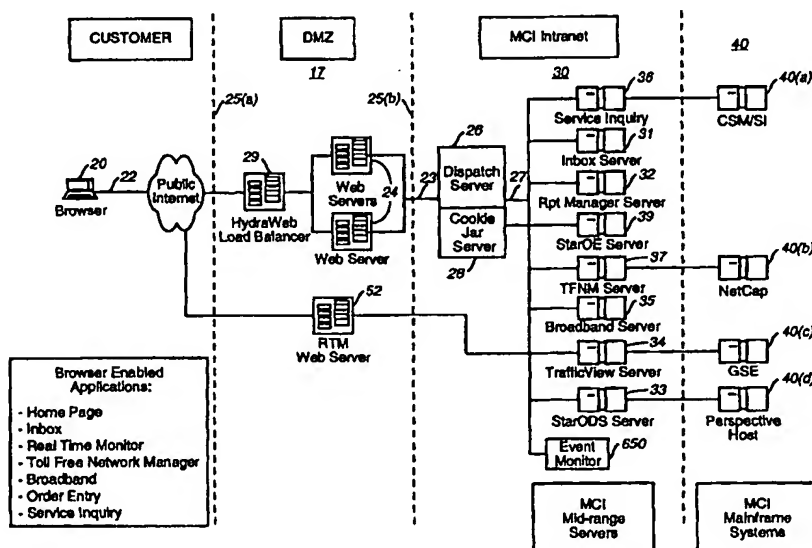 CUSTOMER
DMZ
MCI Intranet
40
17
30
25(a)
25(b)
36
40(a)
Service Inquiry
CSM/SI
20
22
Browser
Public
Internet
29
HydraWeb
Load Balancer
Web
Servers
24
Web Server
23
26
Dispatch
Server
27
Cookie
Jar Server
28
31
Inbox Server
32
Rpt Manager Server
39
StarOE Server
37
40(b)
TFNM Server
NetCap
35
Broadband Server
52
RTM
Web Server
34
40(c)
TrafficView Server
GSE
33
40(d)
StarODS Server
Perspective
Host
Event
Monitor
650
Browser Enabled
Applications:
- Home Page
- Inbox
- Real Time Monitor
- Toll Free Network Manager
- Broadband
- Order Entry
- Service Inquiry
MCI
Mid-range
Servers
MCI
Mainframe
Systems